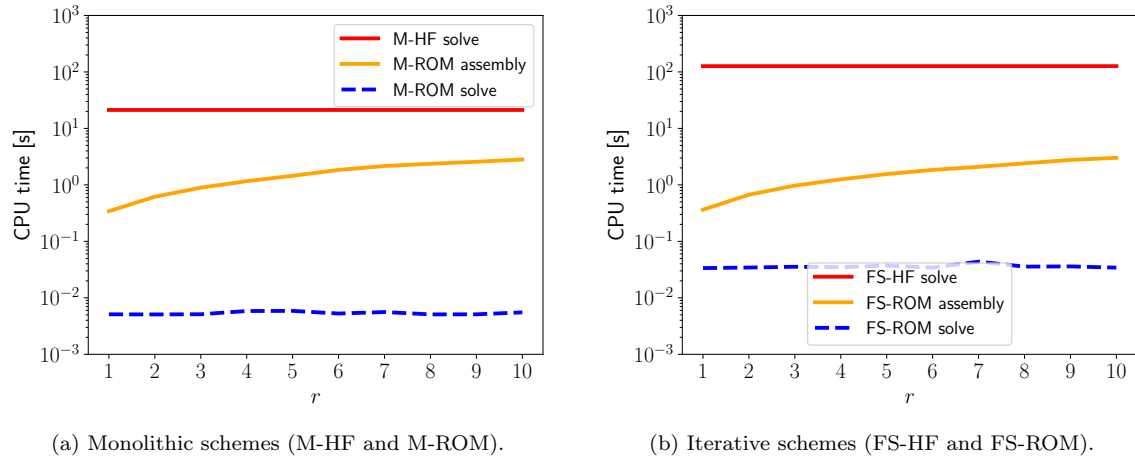 10^3
10^2
10^1
10^0
10^-1
10^-2
10^-3
CPU time [s]
M-HF solve
M-ROM assembly
M-ROM solve
1 2 3 4 5 6 7 8 9 10
r
(a) Monolithic schemes (M-HF and M-ROM).
10^3
10^2
10^1
10^0
10^-1
10^-2
10^-3
CPU time [s]
FS-HF solve
FS-ROM assembly
FS-ROM solve
1 2 3 4 5 6 7 8 9 10
r
(b) Iterative schemes (FS-HF and FS-ROM).